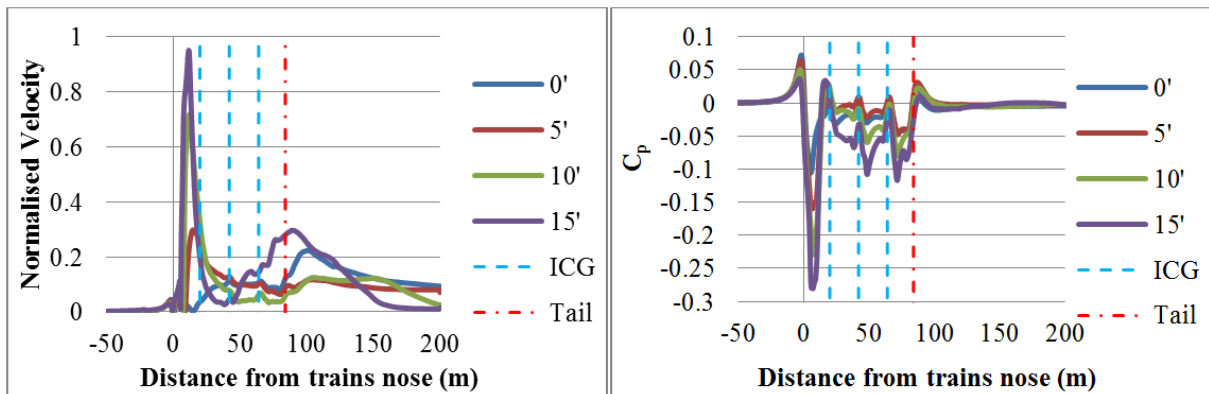 Normalised Velocity
1
0.8
0.6
0.4
0.2
0
-50 0 50 100 150 200
Distance from trains nose (m)
0'
5'
10'
15'
ICG
Tail
Cp
0.1
0.05
0
-0.05
-0.1
-0.15
-0.2
-0.25
-0.3
-50 0 50 100 150 200
Distance from trains nose (m)
0'
5'
10'
15'
ICG
Tail